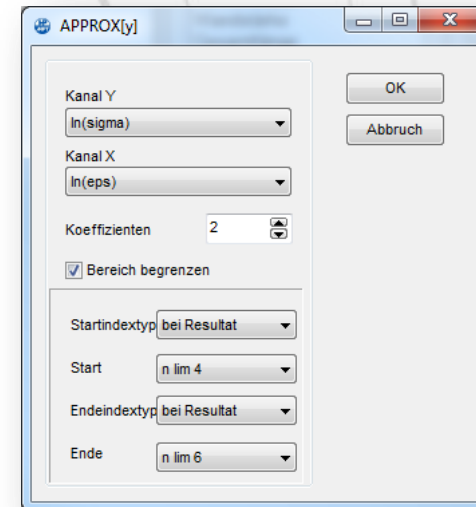 APPROX[y]
Kanal Y
ln(sigma)
Kanal X
ln(eps)
Koeffizienten 2
Bereich begrenzen
Startindextyp bei Resultat
Start n lim 4
Endeindextyp bei Resultat
Ende n lim 6
OK
Abbruch